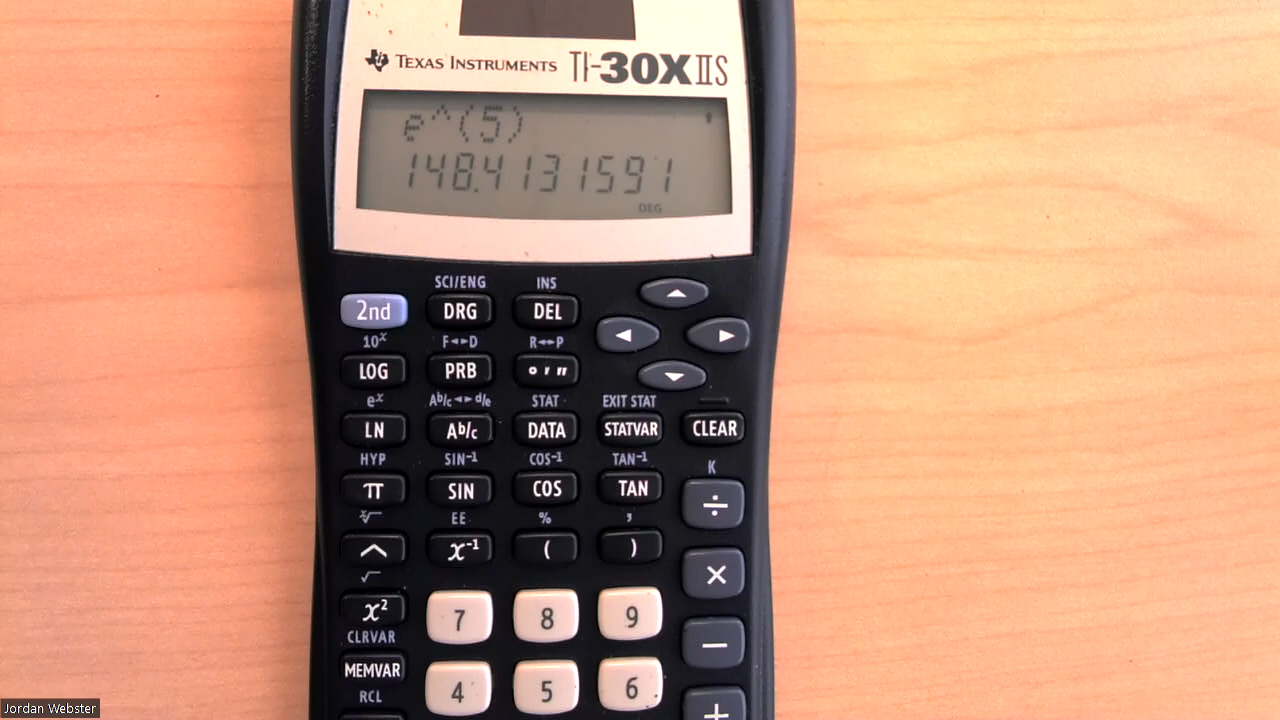 TEXAS INSTRUMENTS TI-30X IIS
e^(5)
148.4131591
DEG
SCI/ENG INS
2nd DRG DEL
10ˣ F◄►D R◄►P
LOG PRB ° ' "
eˣ Ab/c◄►d/e STAT EXIT STAT
LN Ab/c DATA STATVAR CLEAR
HYP SIN⁻¹ COS⁻¹ TAN⁻¹ K
π SIN COS TAN ÷
ˣ√ EE % ,
^ x⁻¹ ( ) ×
√
x² 7 8 9 −
CLRVAR
MEMVAR 4 5 6 +
RCL
Jordan Webster